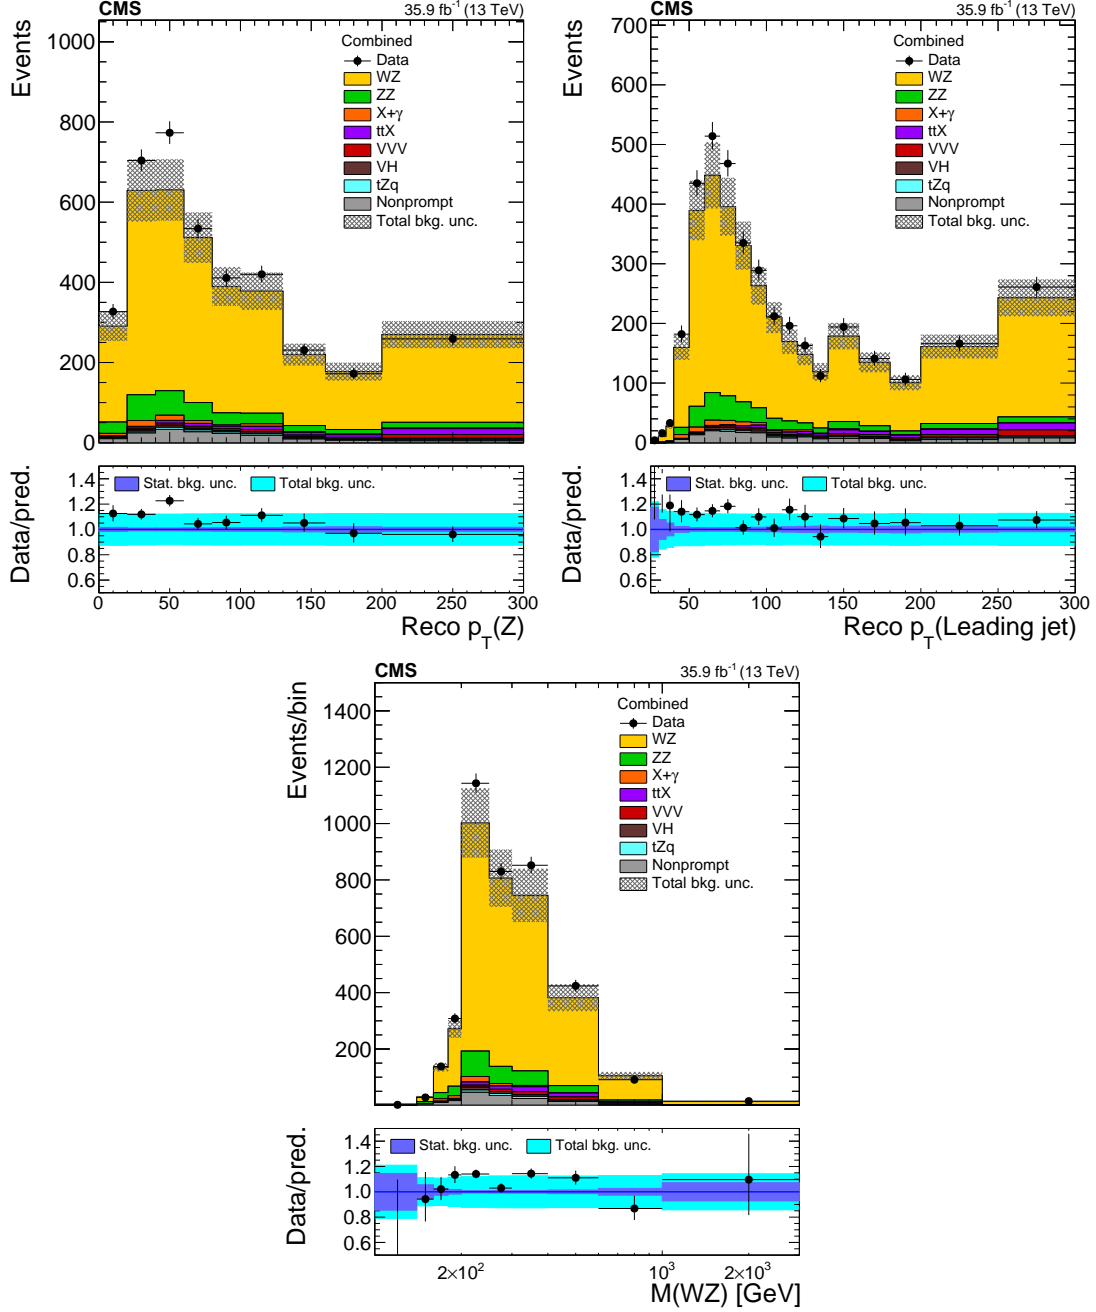 CMS 35.9 fb⁻¹ (13 TeV)
Events
1000
800
600
400
200
0
Combined
Data
WZ
ZZ
X+γ
ttX
VVV
VH
tZq
Nonprompt
Total bkg. unc.
Data/pred.
1.4
1.2
1.0
0.8
0.6
Stat. bkg. unc. Total bkg. unc.
0 50 100 150 200 250 300
Reco p_T(Z)
CMS 35.9 fb⁻¹ (13 TeV)
Events
700
600
500
400
300
200
100
0
Combined
Data
WZ
ZZ
X+γ
ttX
VVV
VH
tZq
Nonprompt
Total bkg. unc.
Data/pred.
1.4
1.2
1.0
0.8
0.6
Stat. bkg. unc. Total bkg. unc.
50 100 150 200 250 300
Reco p_T(Leading jet)
CMS 35.9 fb⁻¹ (13 TeV)
Events/bin
1400
1200
1000
800
600
400
200
Combined
Data
WZ
ZZ
X+γ
ttX
VVV
VH
tZq
Nonprompt
Total bkg. unc.
Data/pred.
1.4
1.2
1.0
0.8
0.6
Stat. bkg. unc. Total bkg. unc.
2×10² 10³ 2×10³
M(WZ) [GeV]